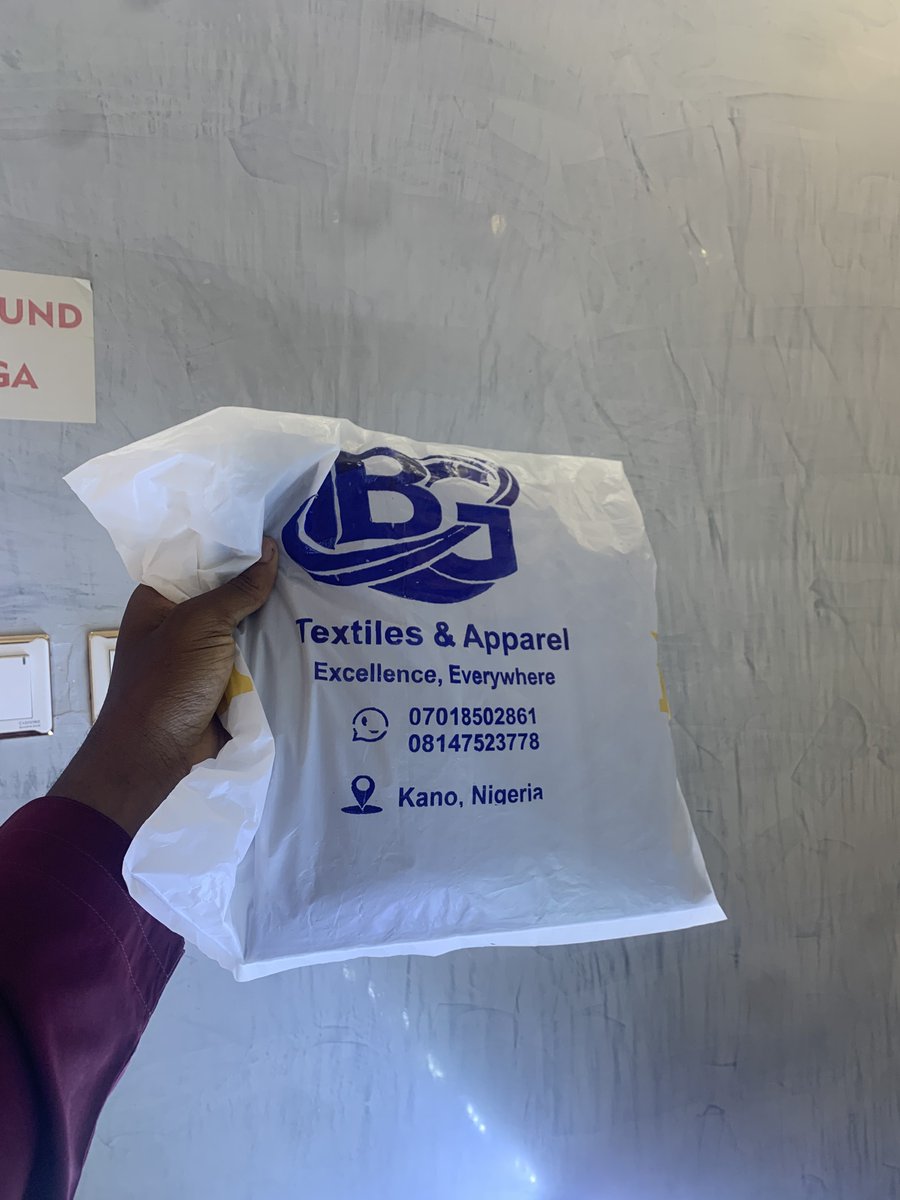 UND
GA
BG
Textiles & Apparel
Excellence, Everywhere
07018502861
08147523778
Kano, Nigeria